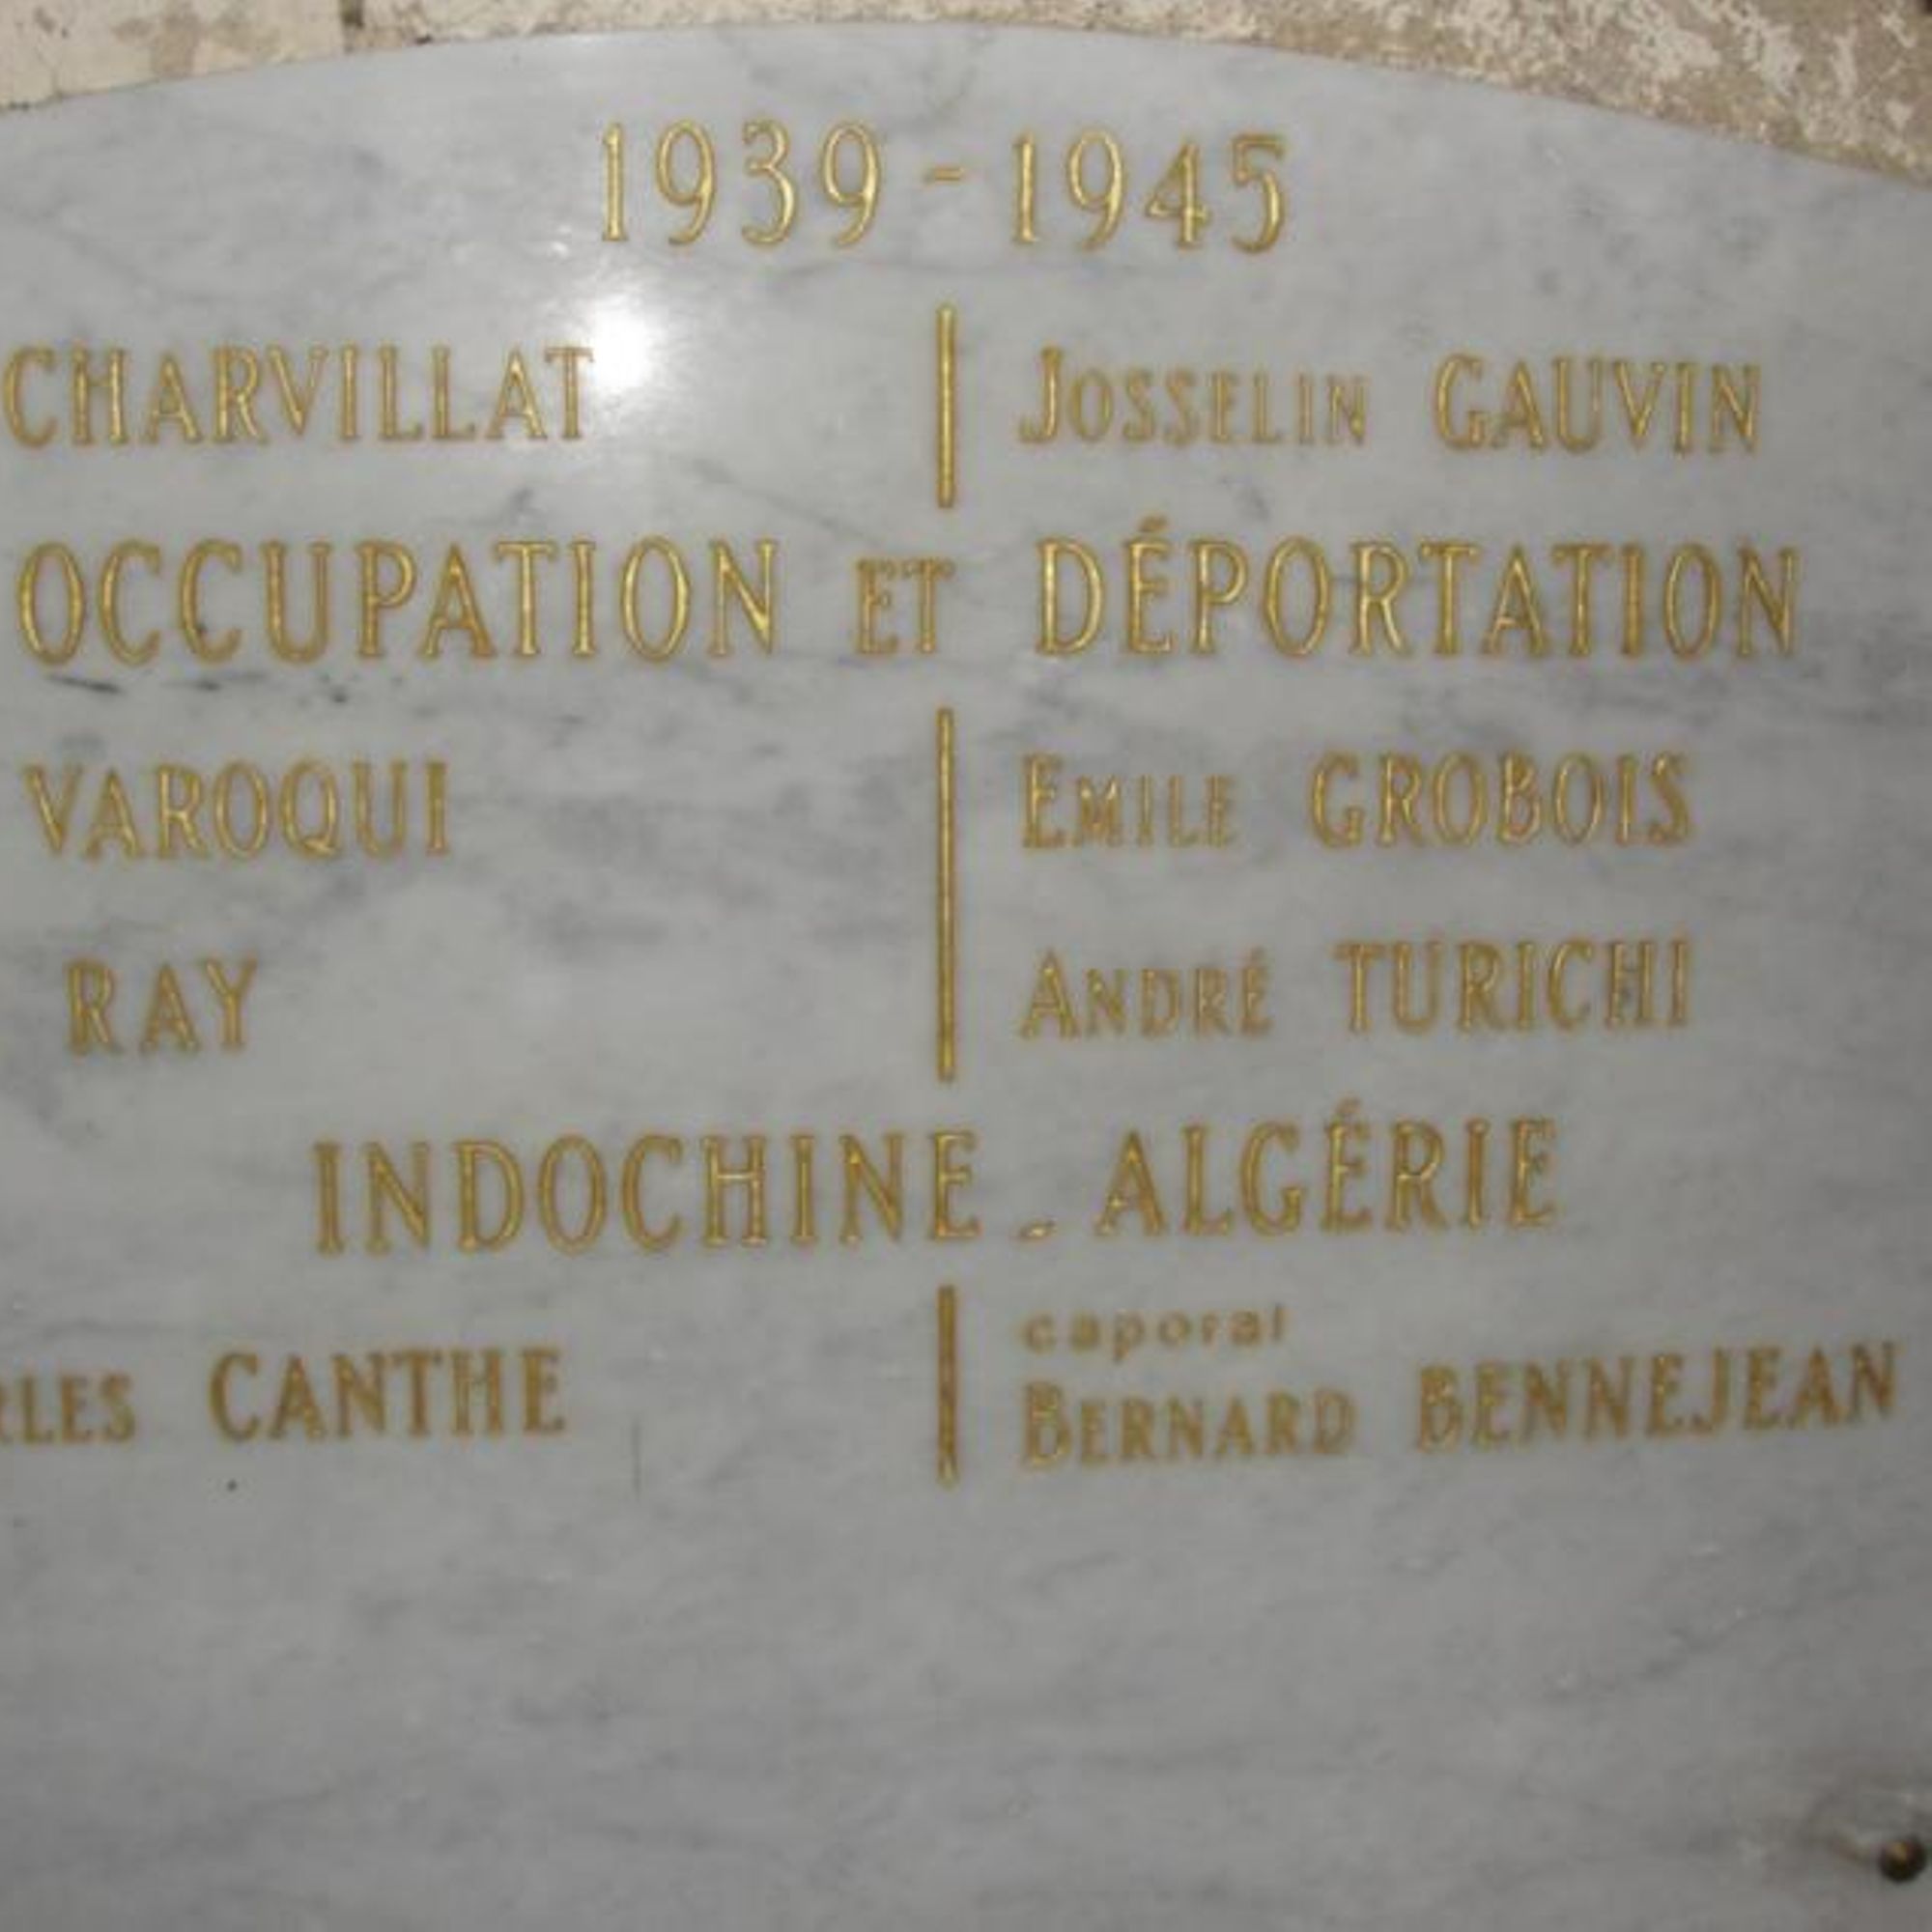 1939 - 1945
CHARVILLAT JOSSELIN GAUVIN
OCCUPATION ET DÉPORTATION
VAROQUI EMILE GROBOIS
RAY ANDRÉ TURICHI
INDOCHINE - ALGÉRIE
caporal
CANTHE BERNARD BENNEJEAN